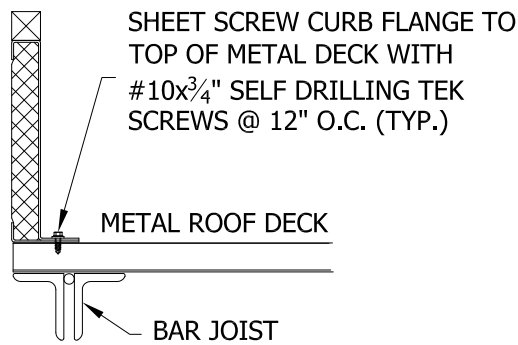 SHEET SCREW CURB FLANGE TO
TOP OF METAL DECK WITH
#10x¾" SELF DRILLING TEK
SCREWS @ 12" O.C. (TYP.)
METAL ROOF DECK
BAR JOIST